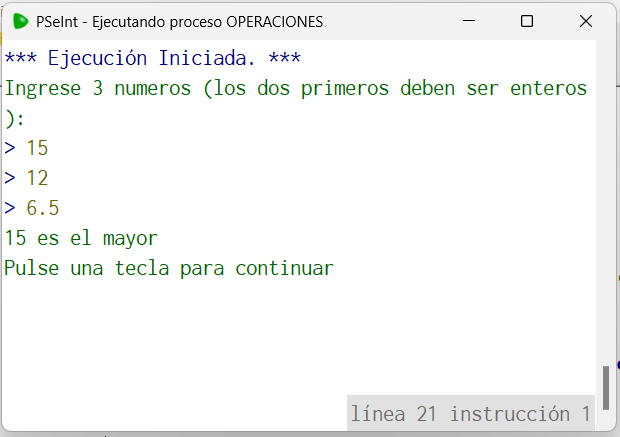 PSeInt - Ejecutando proceso OPERACIONES
*** Ejecución Iniciada. ***
Ingrese 3 numeros (los dos primeros deben ser enteros
):
> 15
> 12
> 6.5
15 es el mayor
Pulse una tecla para continuar
línea 21 instrucción 1